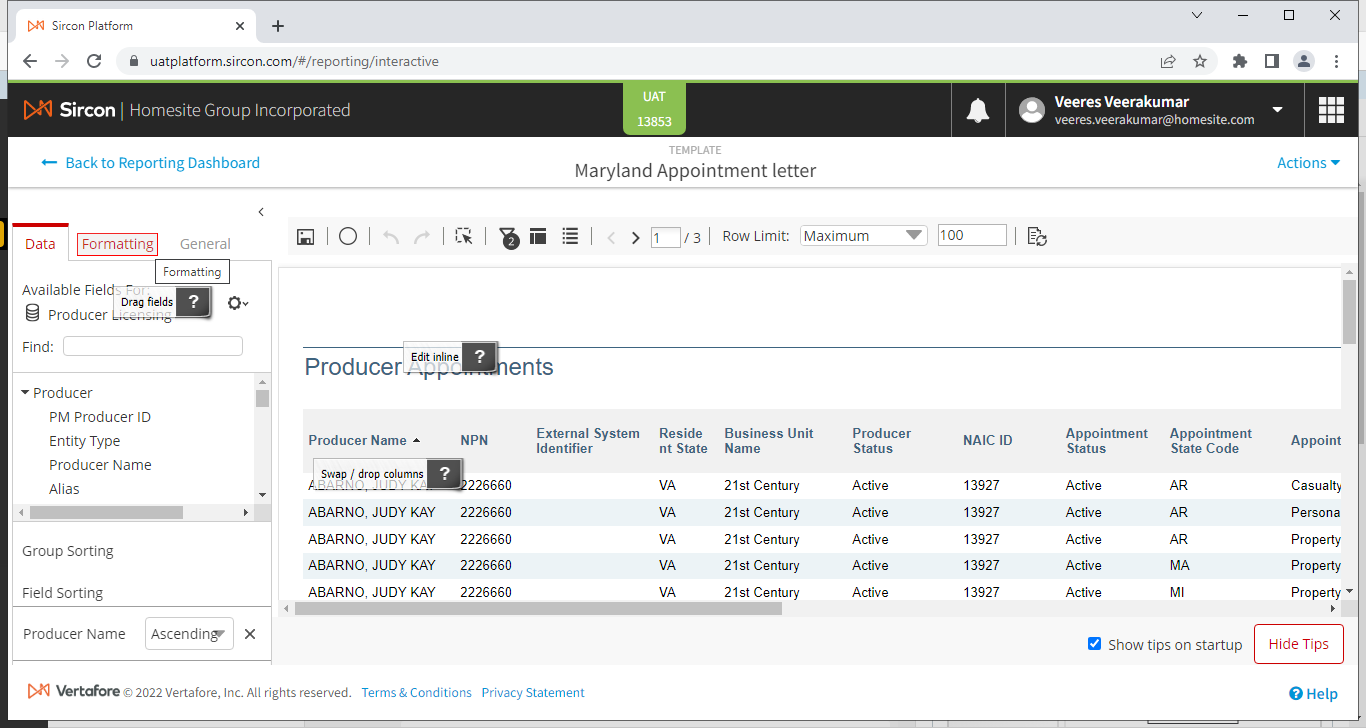 Sircon Platform
uatplatform.sircon.com/#/reporting/interactive
Sircon | Homesite Group Incorporated
UAT
13853
Veeres Veerakumar
veeres.veerakumar@homesite.com
Back to Reporting Dashboard
TEMPLATE
Maryland Appointment letter
Actions
Data Formatting General
Formatting
Available Fields For:
Drag fields ?
Producer Licensing
Find:
Producer
PM Producer ID
Entity Type
Producer Name
Alias
Group Sorting
Field Sorting
Producer Name Ascending
2
1 / 3 Row Limit: Maximum 100
Edit inline ?
Producer Appointments
Producer Name NPN External System Identifier Reside nt State Business Unit Name Producer Status NAIC ID Appointment Status Appointment State Code Appoint
Swap / drop columns ?
ABARNO, JUDY KAY 2226660 VA 21st Century Active 13927 Active AR Casualty
ABARNO, JUDY KAY 2226660 VA 21st Century Active 13927 Active AR Persona
ABARNO, JUDY KAY 2226660 VA 21st Century Active 13927 Active AR Property
ABARNO, JUDY KAY 2226660 VA 21st Century Active 13927 Active MA Property
ABARNO, JUDY KAY 2226660 VA 21st Century Active 13927 Active MI Property
Show tips on startup Hide Tips
Vertafore © 2022 Vertafore, Inc. All rights reserved. Terms & Conditions Privacy Statement
? Help